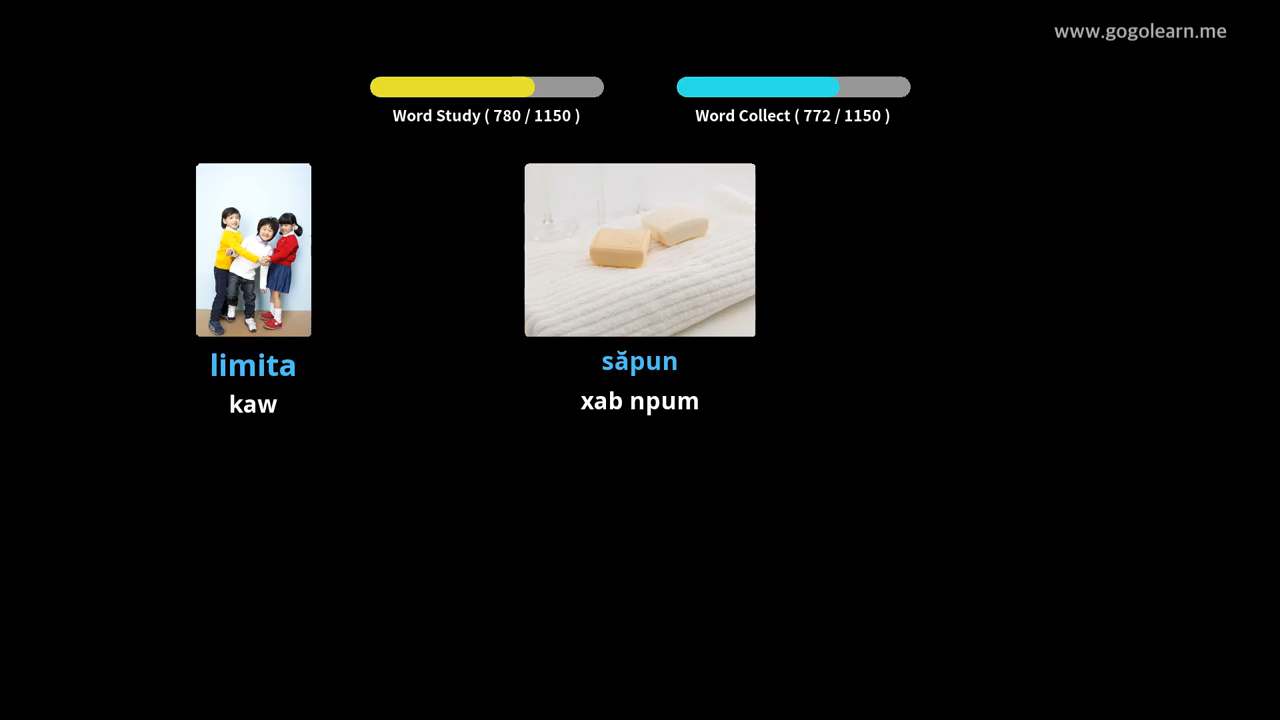 www.gogolearn.me
Word Study ( 780 / 1150 )
Word Collect ( 772 / 1150 )
limita
kaw
săpun
xab npum